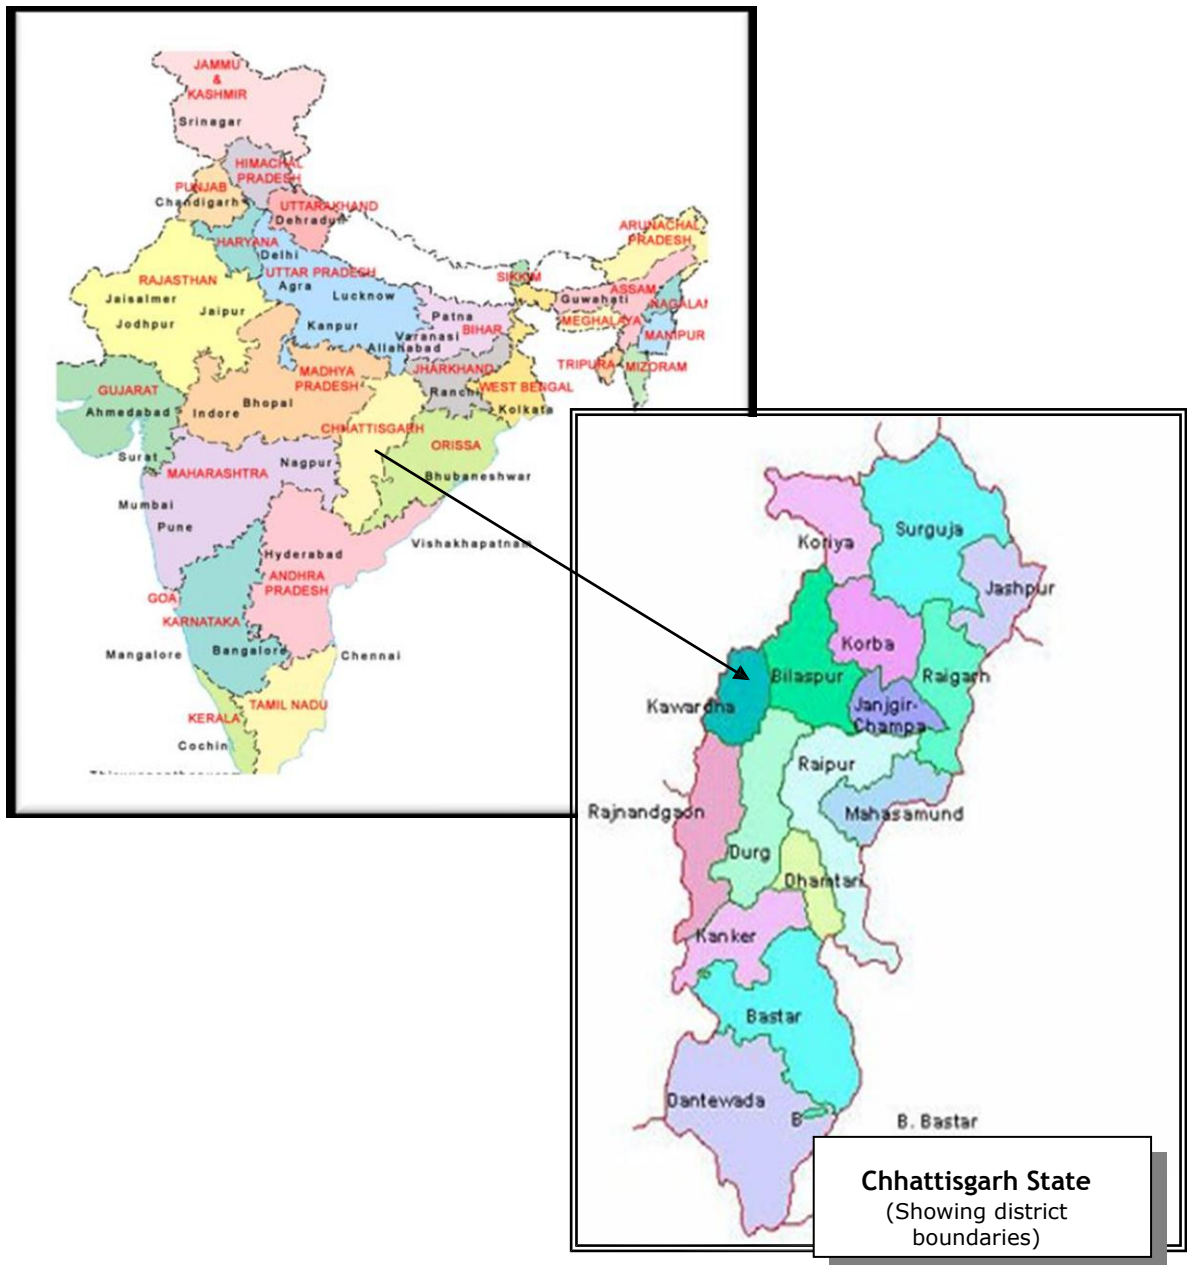 JAMMU
&
KASHMIR
Srinagar
HIMACHAL
PRADESH
PUNJAB
Chandigarh
UTTARAKHAND
Dehradun
HARYANA
Delhi
ARUNACHAL
PRADESH
RAJASTHAN
UTTAR PRADESH
Agra
Lucknow
SIKKIM
ASSAM
Jaisalmer
Guwahati
NAGALA
Jaipur
Jodhpur
Kanpur
Patna
BIHAR
MEGHALAYA
MANIPUR
Varanasi
Allahabad
MADHYA
PRADESH
JHARKHAND
TRIPURA
MIZORAM
GUJARAT
Ranchi
WEST BENGAL
Ahmedabad
Indore
Bhopal
Kolkata
CHHATTISGARH
ORISSA
Surat
MAHARASHTRA
Nagpur
Bhubaneshwar
Mumbai
Pune
Vishakhapatnam
Hyderabad
ANDHRA
PRADESH
GOA
KARNATAKA
Mangalore
Bangalore
Chennai
KERALA
TAMIL NADU
Cochin
Surguja
Koriya
Jashpur
Korba
Bilaspur
Raigarh
Kawardha
Janjgir-
Champa
Raipur
Rajnandgaon
Mahasamund
Durg
Dhamtari
Kanker
Bastar
Dantewada
B
B. Bastar
Chhattisgarh State
(Showing district
boundaries)